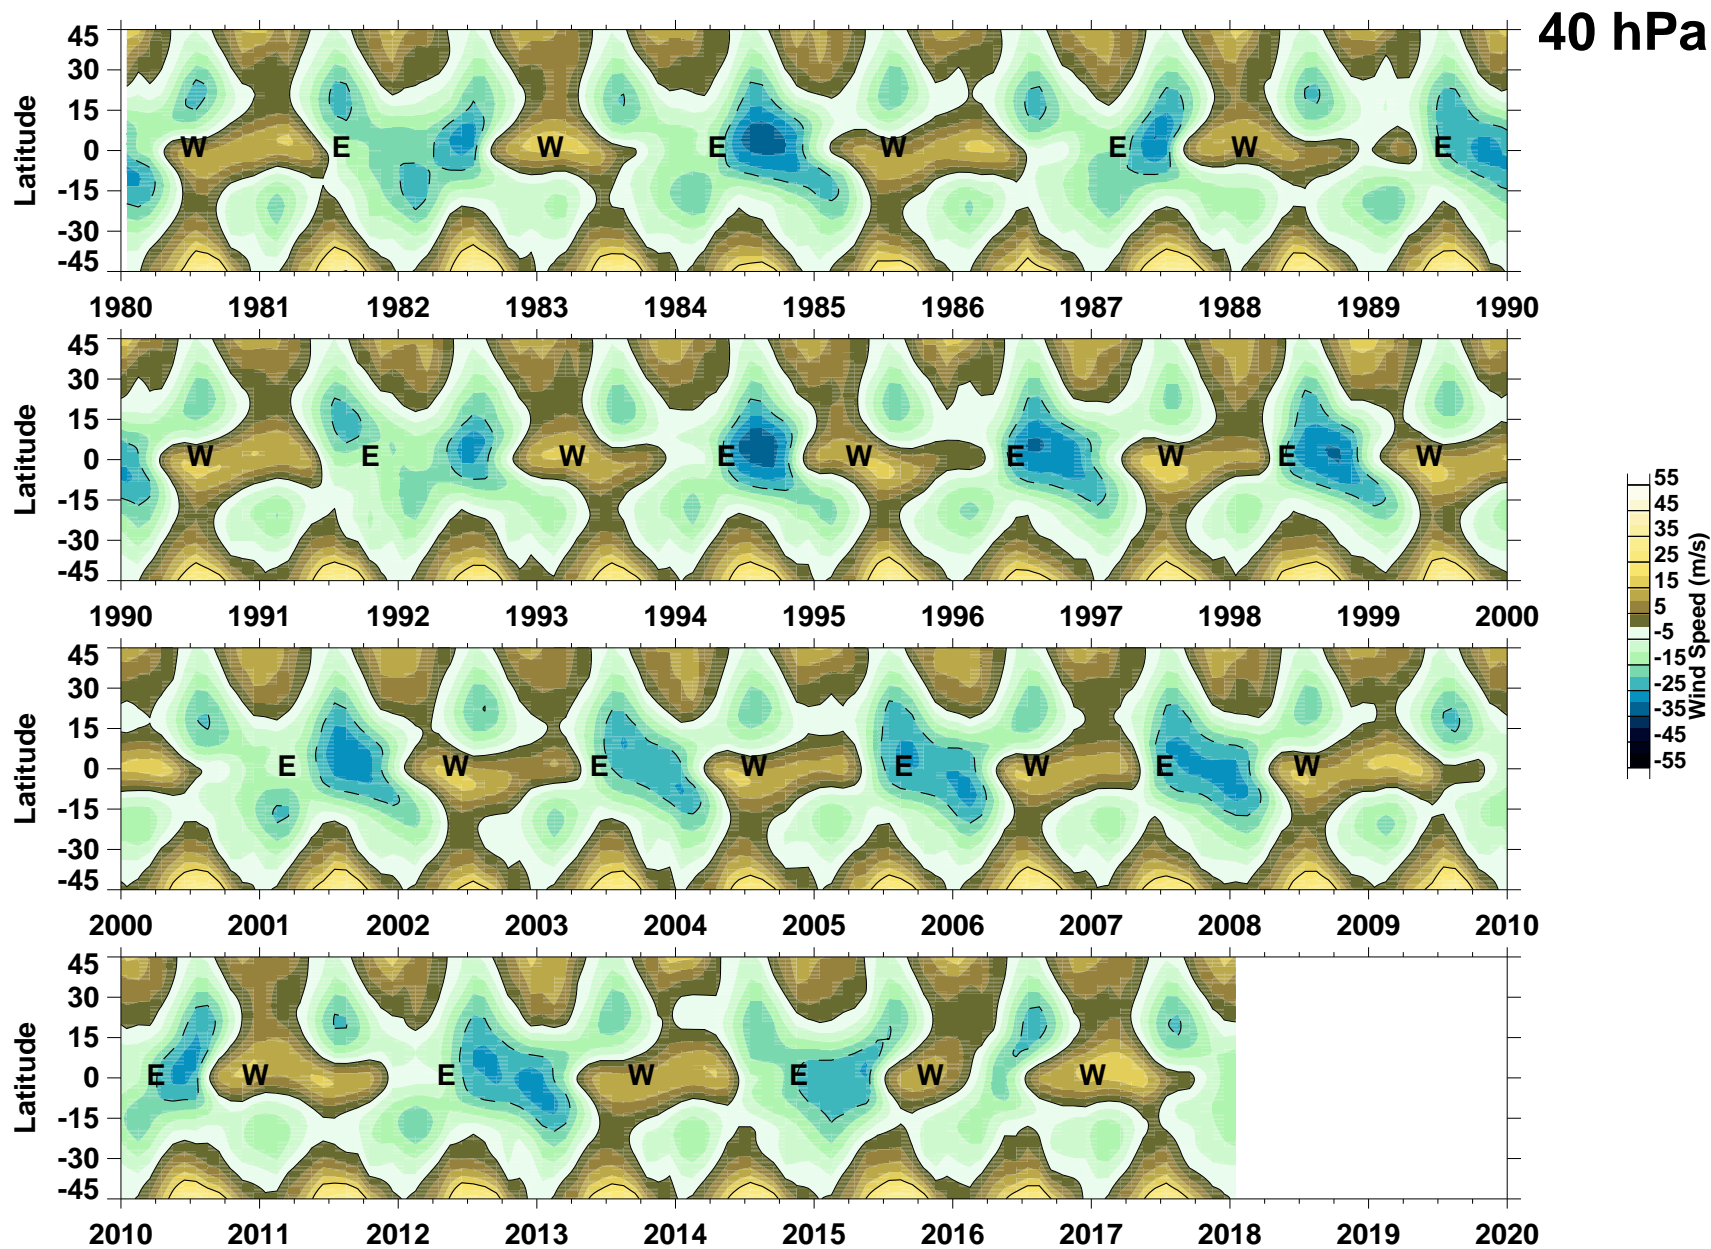 40 hPa
45
30
15
0
-15
-30
-45
Latitude
W E W E W E W E
1980 1981 1982 1983 1984 1985 1986 1987 1988 1989 1990
45
30
15
0
-15
-30
-45
Latitude
W E W E W E W E W
1990 1991 1992 1993 1994 1995 1996 1997 1998 1999 2000
45
30
15
0
-15
-30
-45
Latitude
E W E W E W E W
2000 2001 2002 2003 2004 2005 2006 2007 2008 2009 2010
45
30
15
0
-15
-30
-45
Latitude
E W E W E W W
2010 2011 2012 2013 2014 2015 2016 2017 2018 2019 2020
55
45
35
25
15
5
-5
-15
-25
-35
-45
-55
Wind Speed (m/s)